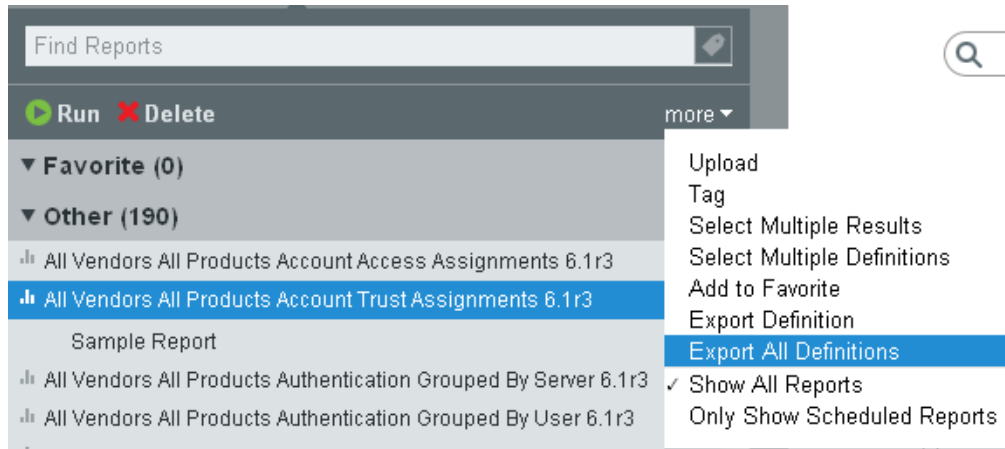 Find Reports
Run Delete more
Favorite (0)
Other (190)
All Vendors All Products Account Access Assignments 6.1r3
All Vendors All Products Account Trust Assignments 6.1r3
Sample Report
All Vendors All Products Authentication Grouped By Server 6.1r3
All Vendors All Products Authentication Grouped By User 6.1r3
Upload
Tag
Select Multiple Results
Select Multiple Definitions
Add to Favorite
Export Definition
Export All Definitions
✓ Show All Reports
Only Show Scheduled Reports